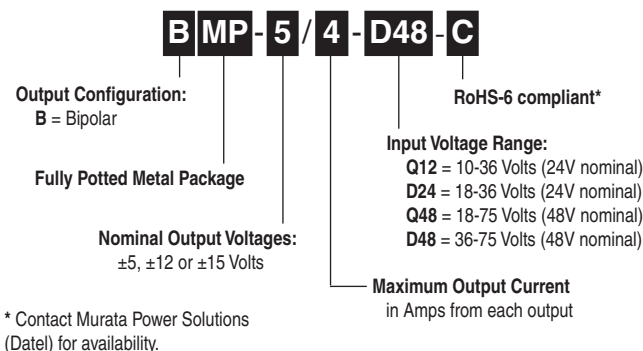 B MP - 5 / 4 - D48 - C
Output Configuration:
B = Bipolar
Fully Potted Metal Package
Nominal Output Voltages:
±5, ±12 or ±15 Volts
Maximum Output Current
in Amps from each output
Input Voltage Range:
Q12 = 10-36 Volts (24V nominal)
D24 = 18-36 Volts (24V nominal)
Q48 = 18-75 Volts (48V nominal)
D48 = 36-75 Volts (48V nominal)
RoHS-6 compliant*
* Contact Murata Power Solutions
(Datel) for availability.